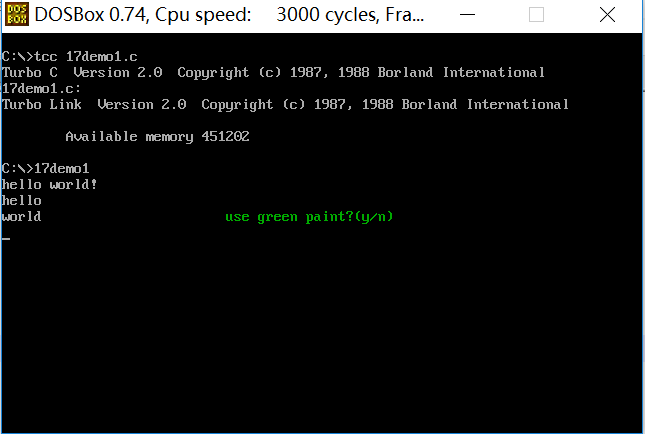 DOS BOX
DOSBox 0.74, Cpu speed: 3000 cycles, Fra...
C:\>tcc 17demo1.c
Turbo C Version 2.0 Copyright (c) 1987, 1988 Borland International
17demo1.c:
Turbo Link Version 2.0 Copyright (c) 1987, 1988 Borland International
Available memory 451202
C:\>17demo1
hello world!
hello
world use green paint?(y/n)
_